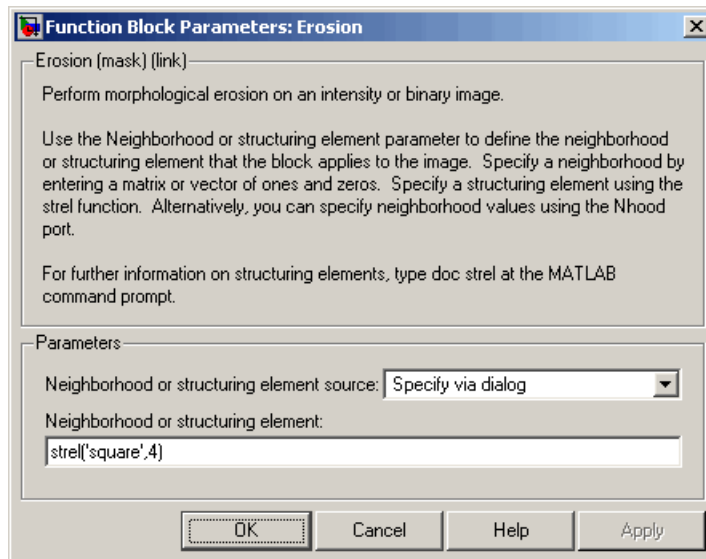 Function Block Parameters: Erosion
Erosion (mask) (link)
Perform morphological erosion on an intensity or binary image.
Use the Neighborhood or structuring element parameter to define the neighborhood
or structuring element that the block applies to the image.  Specify a neighborhood by
entering a matrix or vector of ones and zeros.  Specify a structuring element using the
strel function.  Alternatively, you can specify neighborhood values using the Nhood
port.
For further information on structuring elements, type doc strel at the MATLAB
command prompt.
Parameters
Neighborhood or structuring element source: Specify via dialog
Neighborhood or structuring element:
strel('square',4)
OK Cancel Help Apply